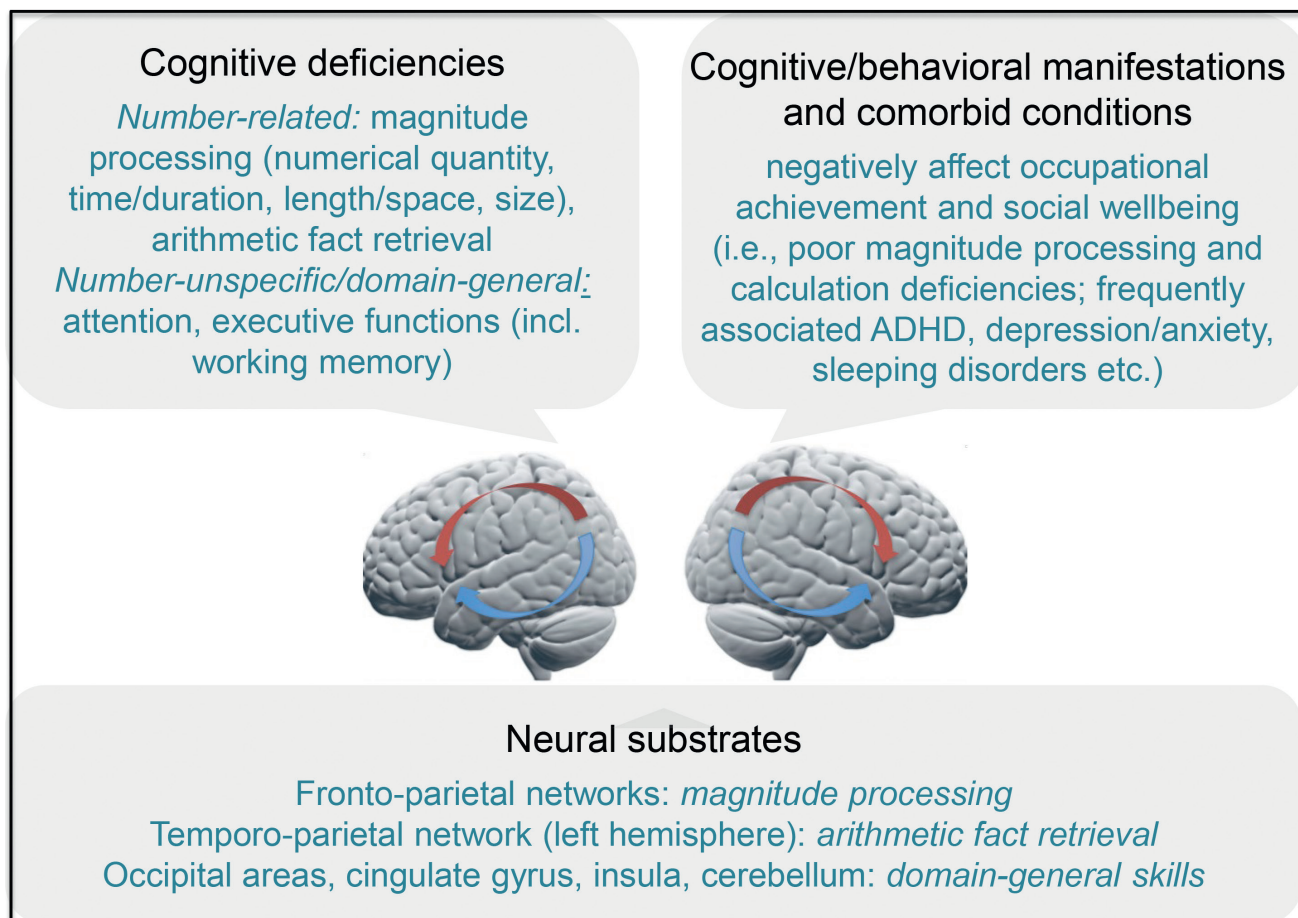 Cognitive deficiencies
Number-related: magnitude
processing (numerical quantity,
time/duration, length/space, size),
arithmetic fact retrieval
Number-unspecific/domain-general:
attention, executive functions (incl.
working memory)
Cognitive/behavioral manifestations
and comorbid conditions
negatively affect occupational
achievement and social wellbeing
(i.e., poor magnitude processing and
calculation deficiencies; frequently
associated ADHD, depression/anxiety,
sleeping disorders etc.)
Neural substrates
Fronto-parietal networks: magnitude processing
Temporo-parietal network (left hemisphere): arithmetic fact retrieval
Occipital areas, cingulate gyrus, insula, cerebellum: domain-general skills